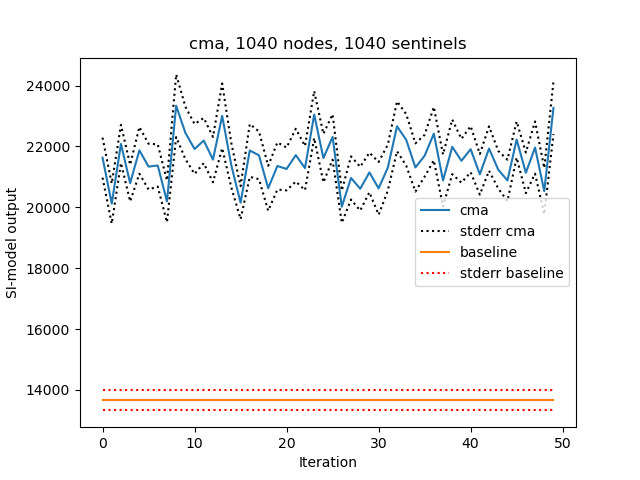 cma, 1040 nodes, 1040 sentinels
24000
22000
20000
18000
16000
14000
SI-model output
cma
stderr cma
baseline
stderr baseline
0 10 20 30 40 50
Iteration